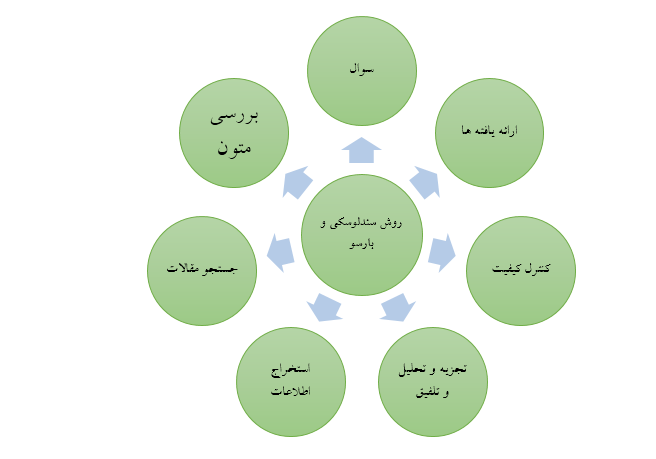 سوال
بررسی
متون
جستجو مقالات
استخراج
اطلاعات
تجزیه و تحلیل
و تلفیق
کنترل کیفیت
ارائه یافته ها
روش سندلوسکی و
بارسو